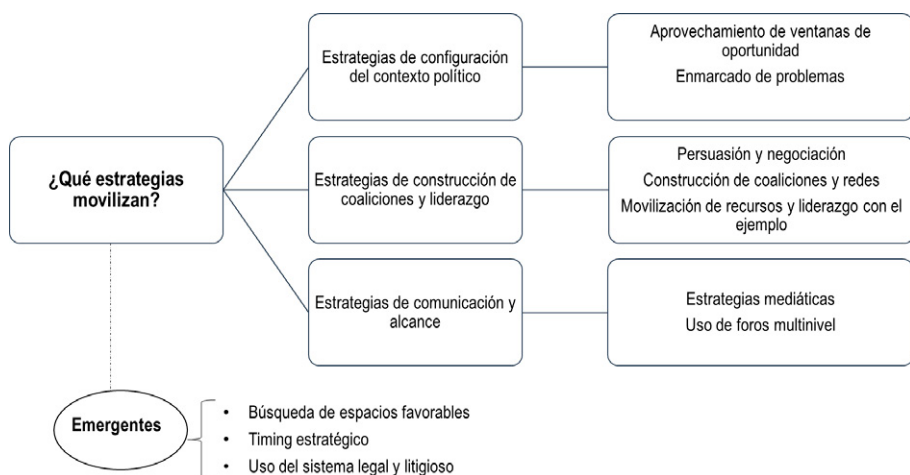 ¿Qué estrategias
movilizan?
Estrategias de configuración
del contexto político
Aprovechamiento de ventanas de
oportunidad
Enmarcado de problemas
Estrategias de construcción de
coaliciones y liderazgo
Persuasión y negociación
Construcción de coaliciones y redes
Movilización de recursos y liderazgo con el
ejemplo
Estrategias de comunicación y
alcance
Estrategias mediáticas
Uso de foros multinivel
Emergentes
• Búsqueda de espacios favorables
• Timing estratégico
• Uso del sistema legal y litigioso